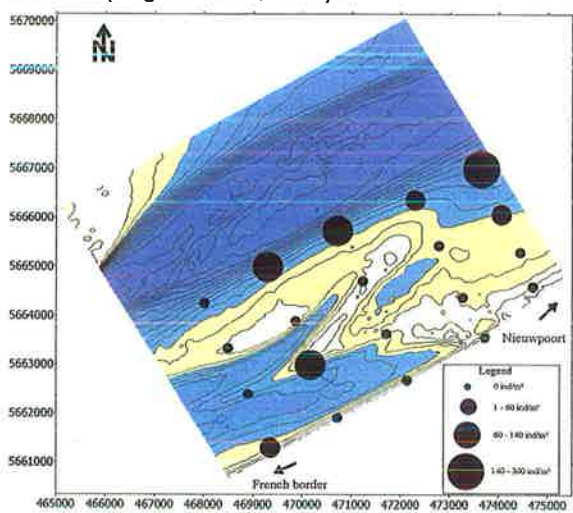 5670000
N
5669000
5668000
5667000
5666000
5665000
5664000
5663000
5662000
5661000
Nieuwpoort
Legend
0 ind/m²
1 - 60 ind/m²
60 - 140 ind/m²
140 - 300 ind/m²
French border
465000 466000 467000 468000 469000 470000 471000 472000 473000 474000 475000